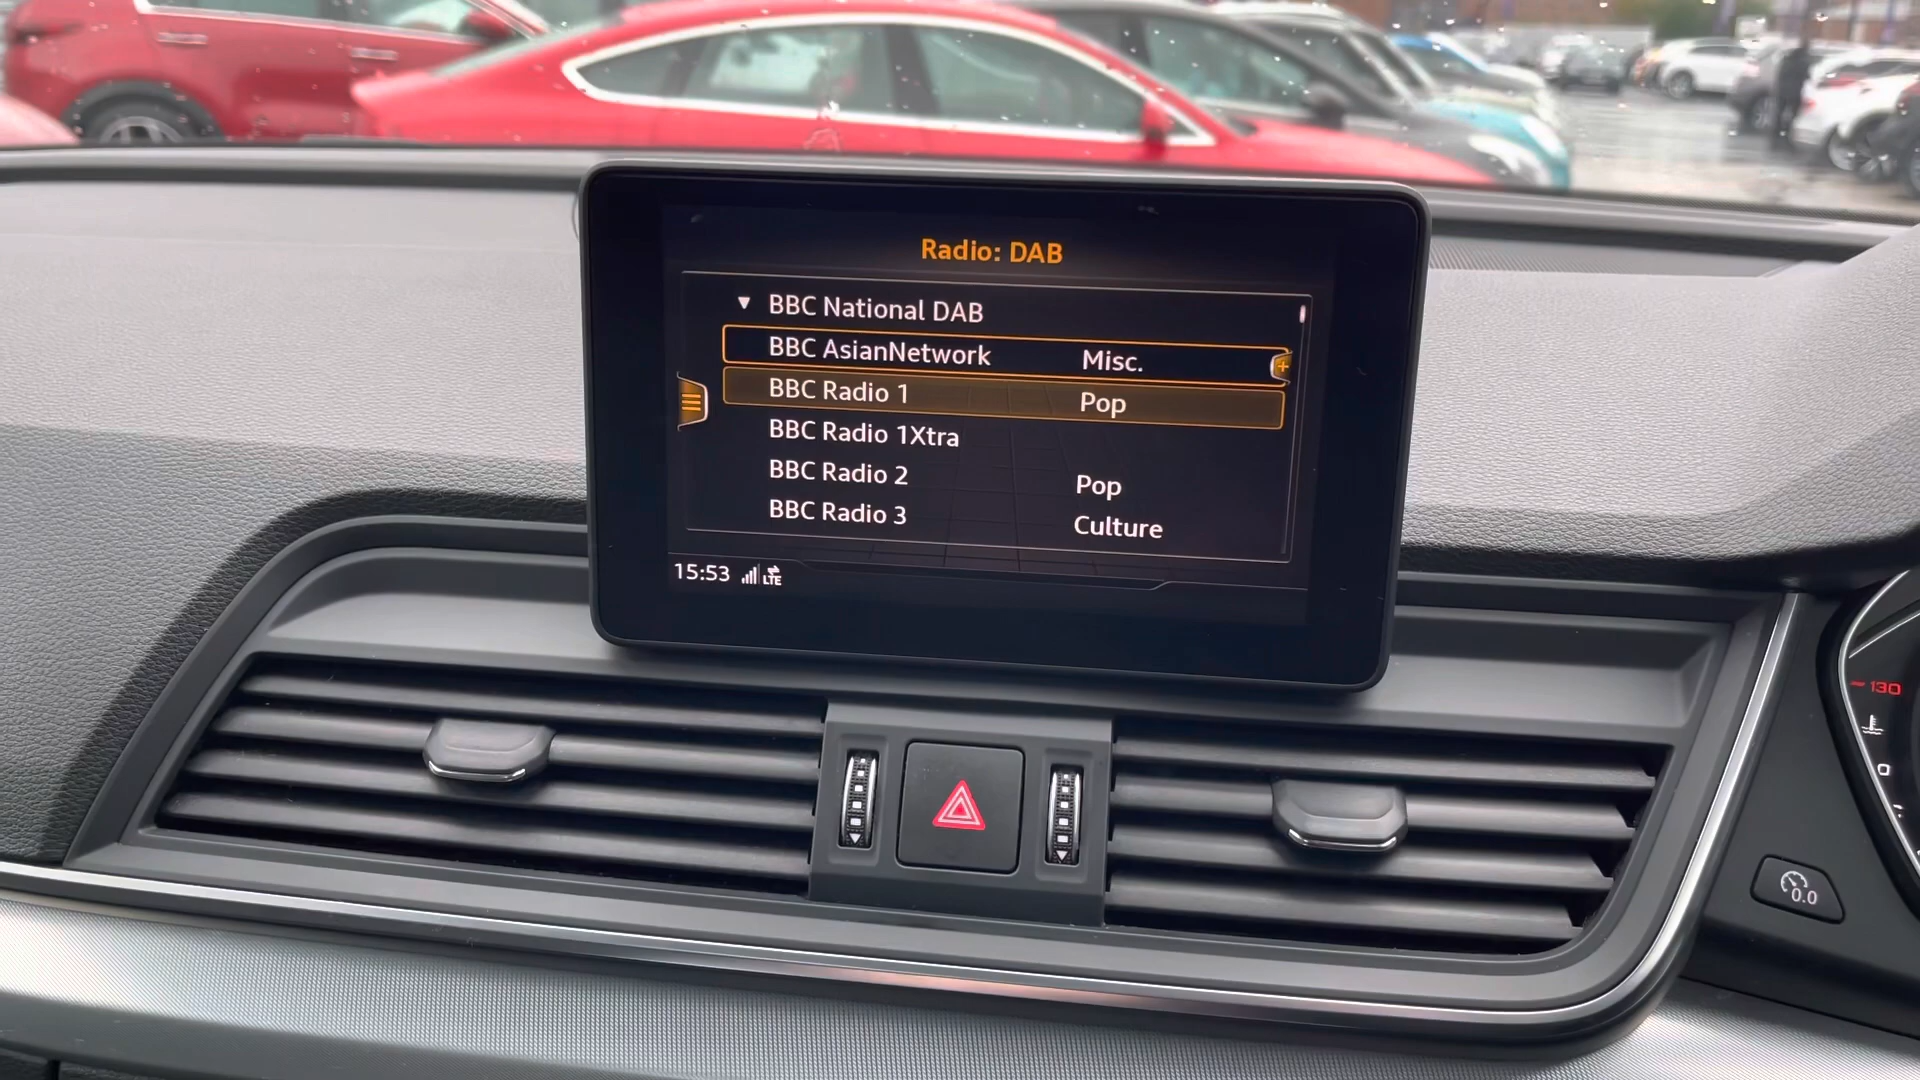 Radio: DAB
▼ BBC National DAB
BBC AsianNetwork Misc.
BBC Radio 1 Pop
BBC Radio 1Xtra
BBC Radio 2 Pop
BBC Radio 3 Culture
15:53 LTE
130
0.0